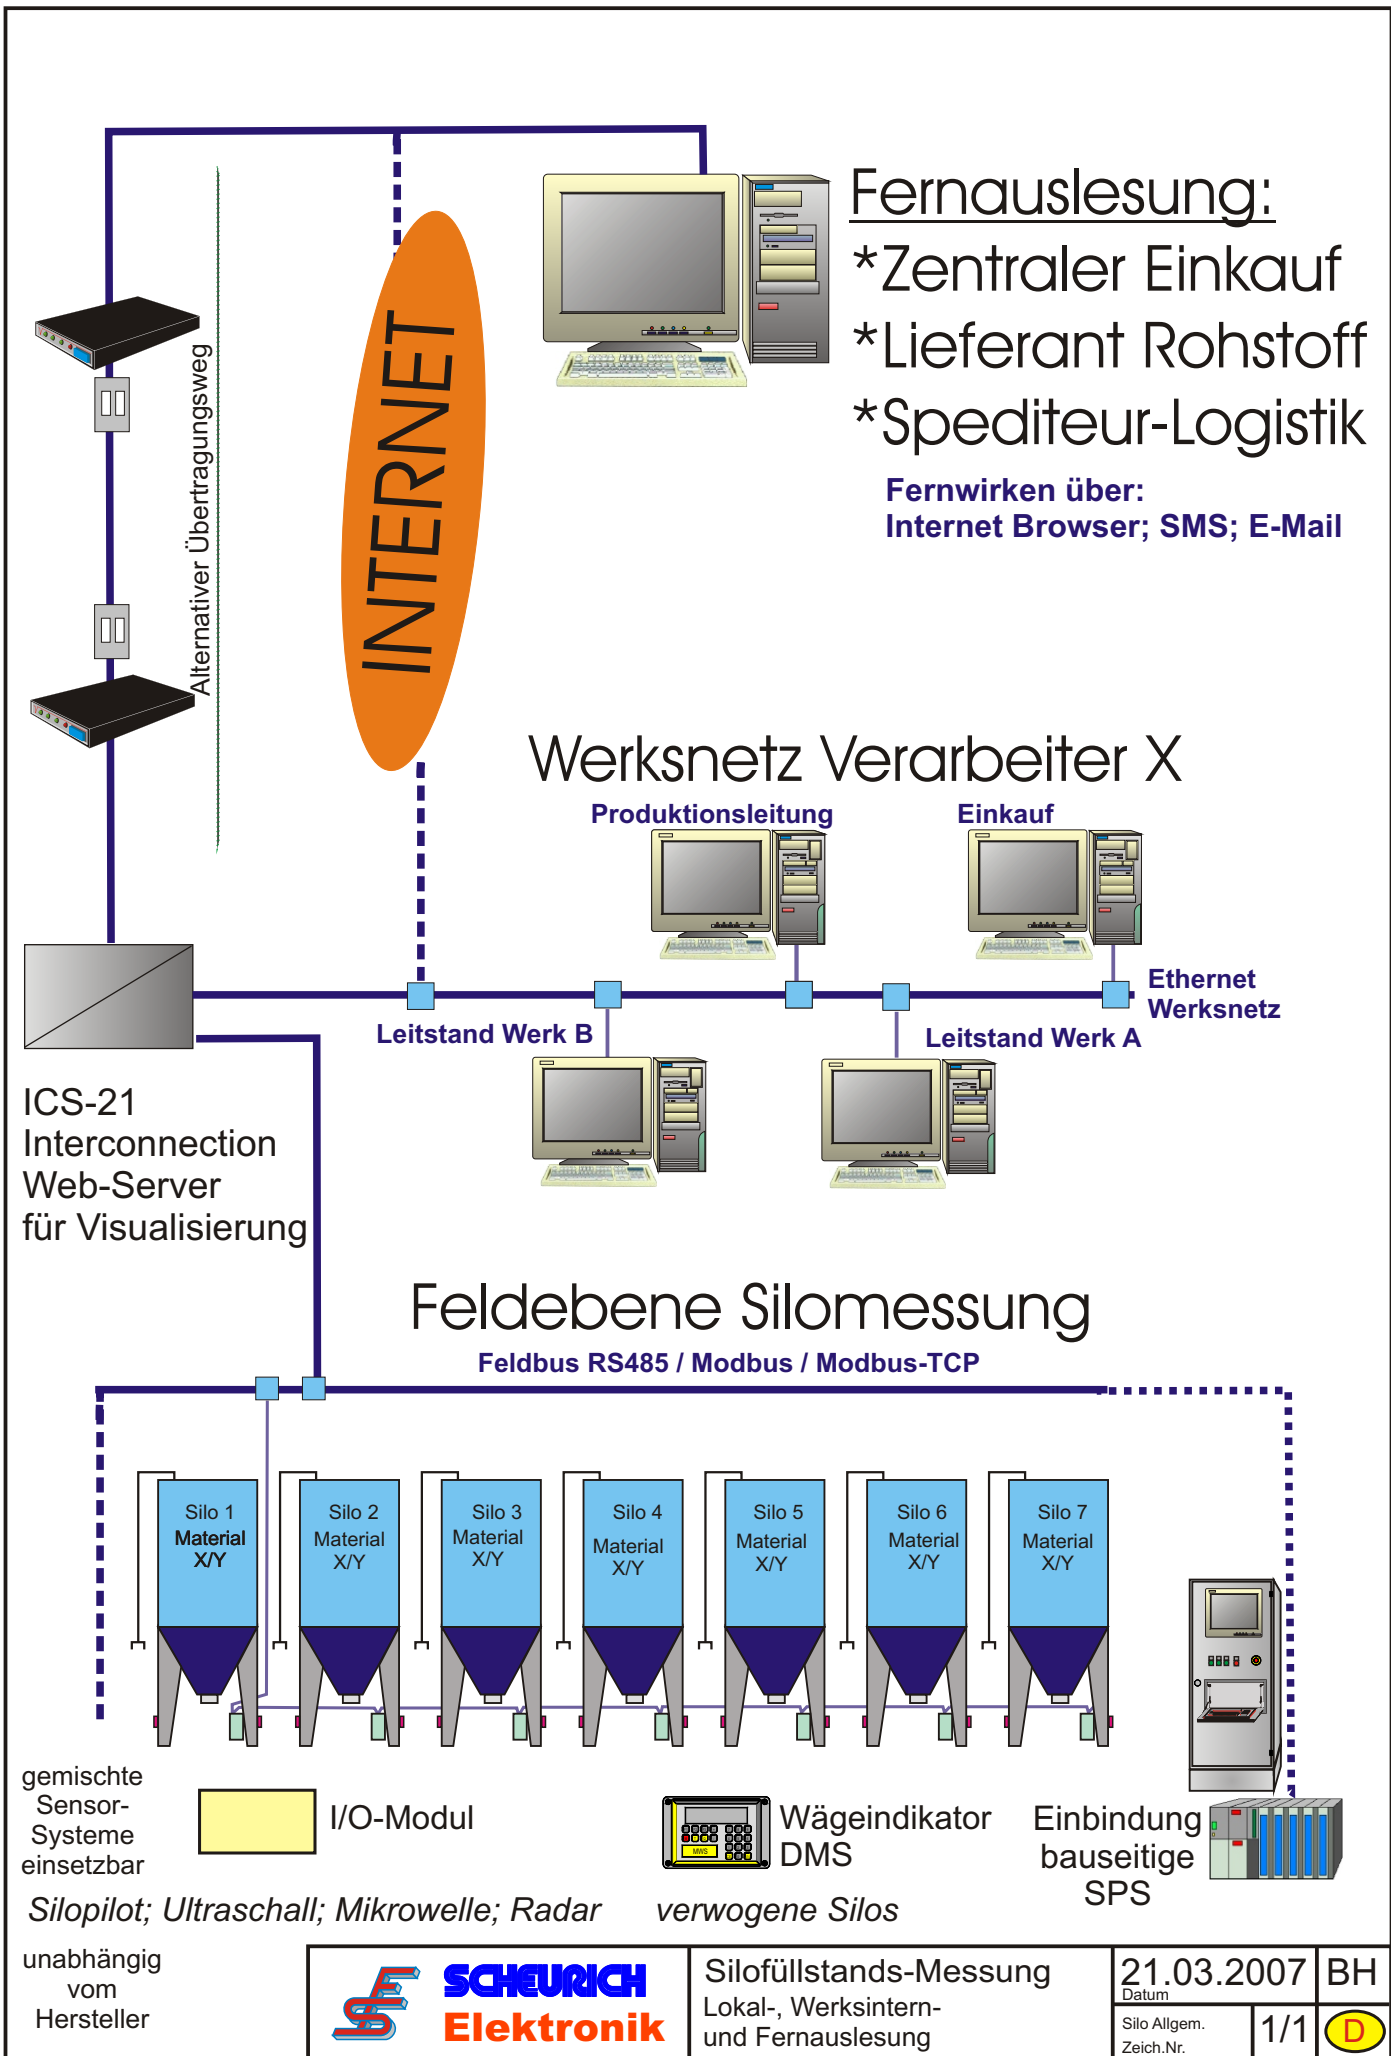 Fernauslesung:
*Zentraler Einkauf
*Lieferant Rohstoff
*Spediteur-Logistik
Fernwirken über:
Internet Browser; SMS; E-Mail
Alternativer Übertragungsweg
INTERNET
Werksnetz Verarbeiter X
Produktionsleitung
Einkauf
Ethernet
Werksnetz
Leitstand Werk B
Leitstand Werk A
ICS-21
Interconnection
Web-Server
für Visualisierung
Feldebene Silomessung
Feldbus RS485 / Modbus / Modbus-TCP
Silo 1
Material
X/Y
Silo 2
Material
X/Y
Silo 3
Material
X/Y
Silo 4
Material
X/Y
Silo 5
Material
X/Y
Silo 6
Material
X/Y
Silo 7
Material
X/Y
gemischte
Sensor-
Systeme
einsetzbar
I/O-Modul
MWS
Wägeindikator
DMS
Einbindung
bauseitige
SPS
Silopilot; Ultraschall; Mikrowelle; Radar
verwogene Silos
unabhängig
vom
Hersteller
SE
SCHEURICH
Elektronik
Silofüllstands-Messung
Lokal-, Werksintern-
und Fernauslesung
21.03.2007
Datum
BH
Silo Allgem.
Zeich.Nr.
1/1
D